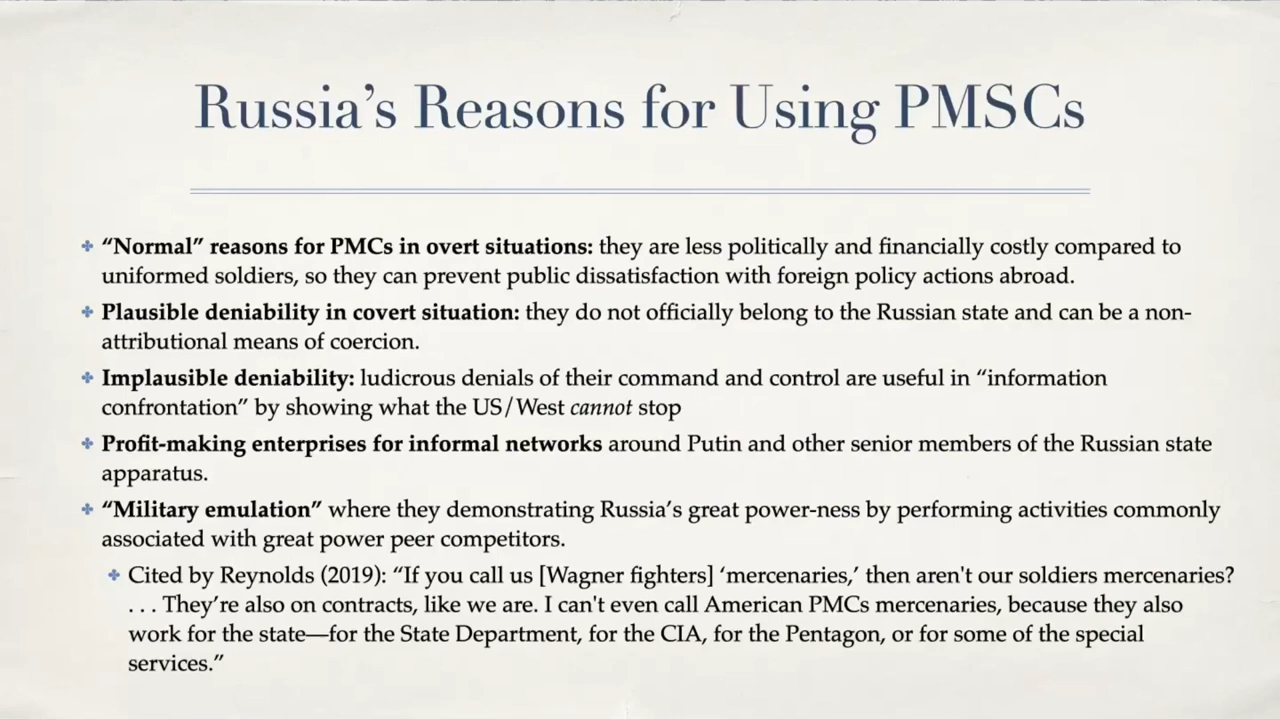 Russia’s Reasons for Using PMSCs
“Normal” reasons for PMCs in overt situations: they are less politically and financially costly compared to
uniformed soldiers, so they can prevent public dissatisfaction with foreign policy actions abroad.
Plausible deniability in covert situation: they do not officially belong to the Russian state and can be a non-
attributional means of coercion.
Implausible deniability: ludicrous denials of their command and control are useful in “information
confrontation” by showing what the US/West cannot stop
Profit-making enterprises for informal networks around Putin and other senior members of the Russian state
apparatus.
“Military emulation” where they demonstrating Russia’s great power-ness by performing activities commonly
associated with great power peer competitors.
Cited by Reynolds (2019): “If you call us [Wagner fighters] ‘mercenaries,’ then aren't our soldiers mercenaries?
. . . They’re also on contracts, like we are. I can't even call American PMCs mercenaries, because they also
work for the state—for the State Department, for the CIA, for the Pentagon, or for some of the special
services.”